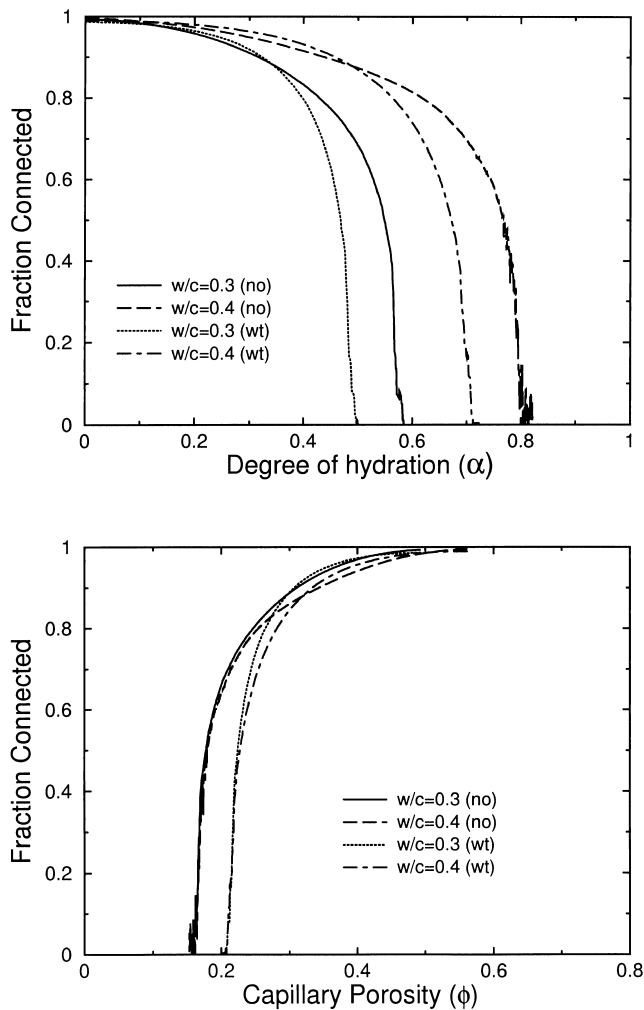 1
0.8
0.6
0.4
0.2
0
Fraction Connected
w/c=0.3 (no)
w/c=0.4 (no)
w/c=0.3 (wt)
w/c=0.4 (wt)
0 0.2 0.4 0.6 0.8 1
Degree of hydration (α)
1
0.8
0.6
0.4
0.2
0
Fraction Connected
w/c=0.3 (no)
w/c=0.4 (no)
w/c=0.3 (wt)
w/c=0.4 (wt)
0 0.2 0.4 0.6 0.8
Capillary Porosity (ϕ)